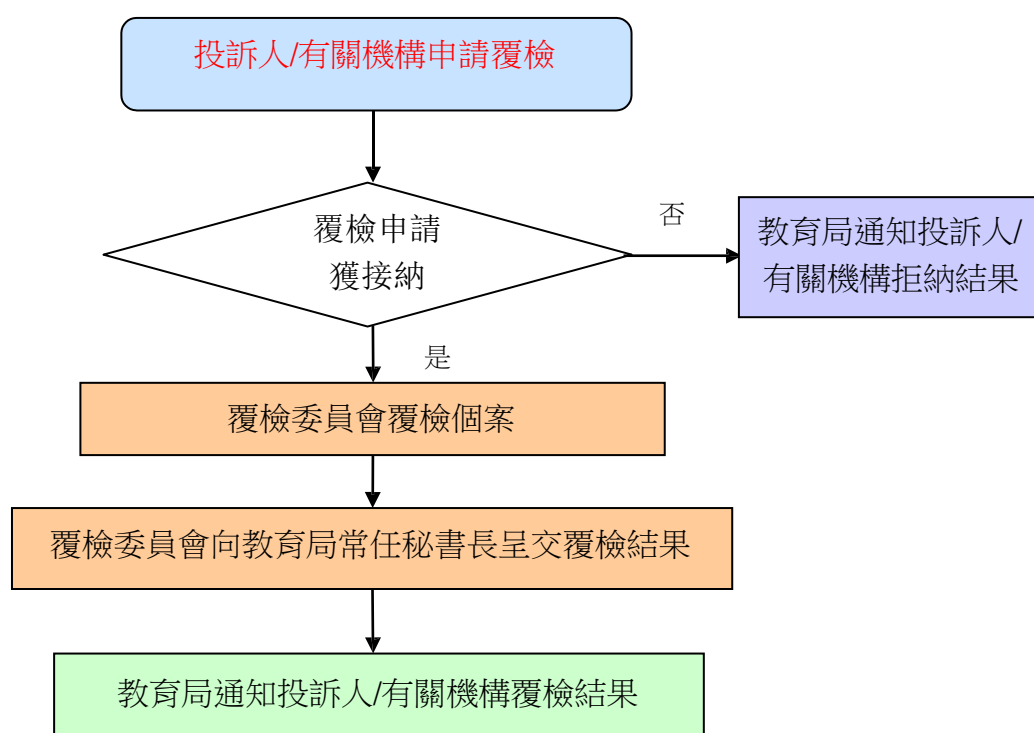 投訴人/有關機構申請覆檢
覆檢申請
獲接納
否
教育局通知投訴人/
有關機構拒納結果
是
覆檢委員會覆檢個案
覆檢委員會向教育局常任秘書長呈交覆檢結果
教育局通知投訴人/有關機構覆檢結果